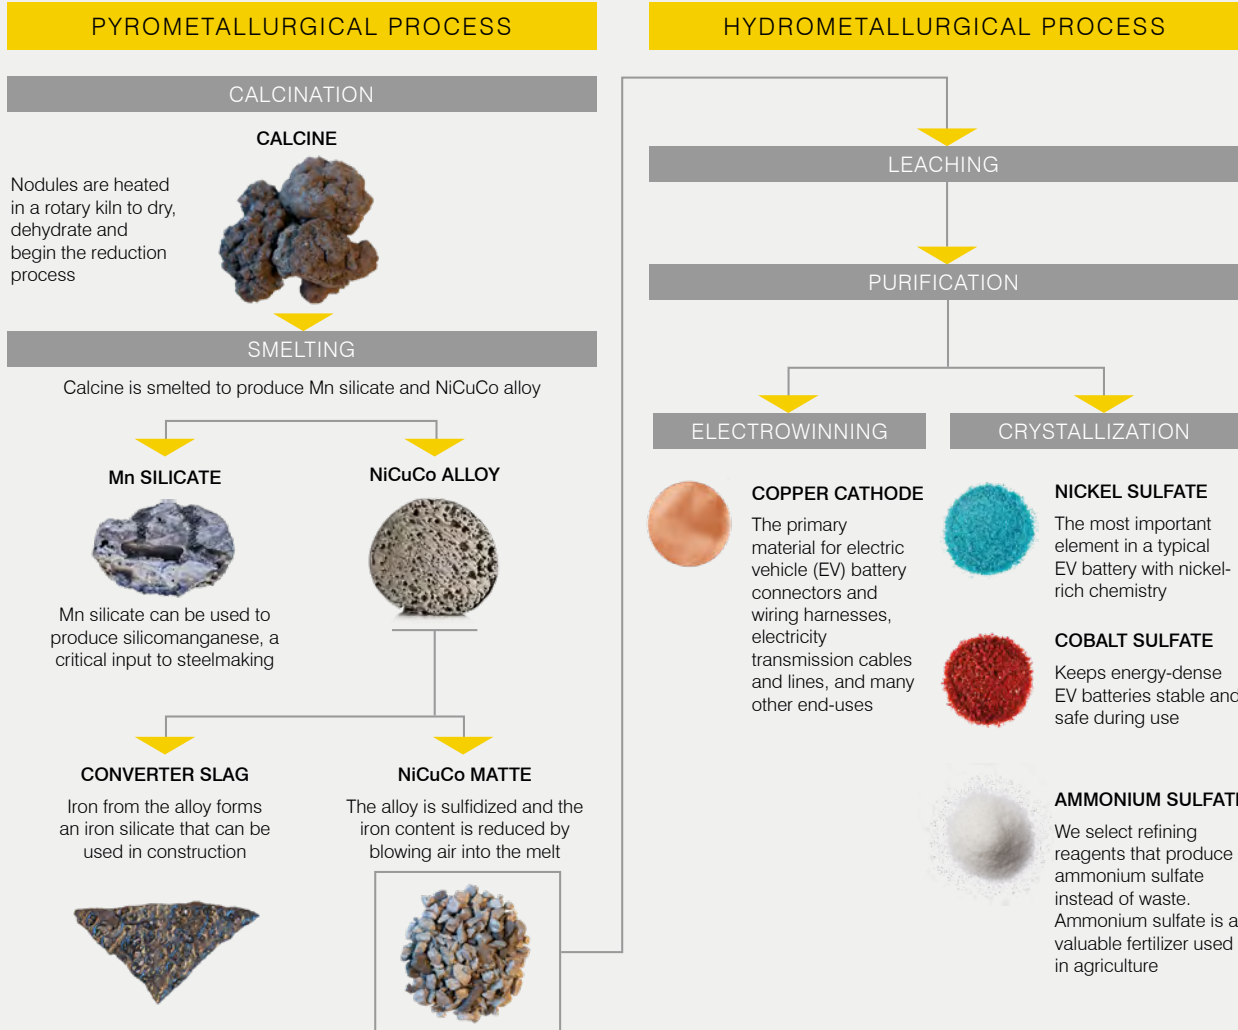 PYROMETALLURGICAL PROCESS
CALCINATION
CALCINE
Nodules are heated
in a rotary kiln to dry,
dehydrate and
begin the reduction
process
SMELTING
Calcine is smelted to produce Mn silicate and NiCuCo alloy
Mn SILICATE
Mn silicate can be used to
produce silicomanganese, a
critical input to steelmaking
NiCuCo ALLOY
CONVERTER SLAG
Iron from the alloy forms
an iron silicate that can be
used in construction
NiCuCo MATTE
The alloy is sulfidized and the
iron content is reduced by
blowing air into the melt
HYDROMETALLURGICAL PROCESS
LEACHING
PURIFICATION
ELECTROWINNING
COPPER CATHODE
The primary
material for electric
vehicle (EV) battery
connectors and
wiring harnesses,
electricity
transmission cables
and lines, and many
other end-uses
CRYSTALLIZATION
NICKEL SULFATE
The most important
element in a typical
EV battery with nickel-
rich chemistry
COBALT SULFATE
Keeps energy-dense
EV batteries stable and
safe during use
AMMONIUM SULFATE
We select refining
reagents that produce
ammonium sulfate
instead of waste.
Ammonium sulfate is a
valuable fertilizer used
in agriculture